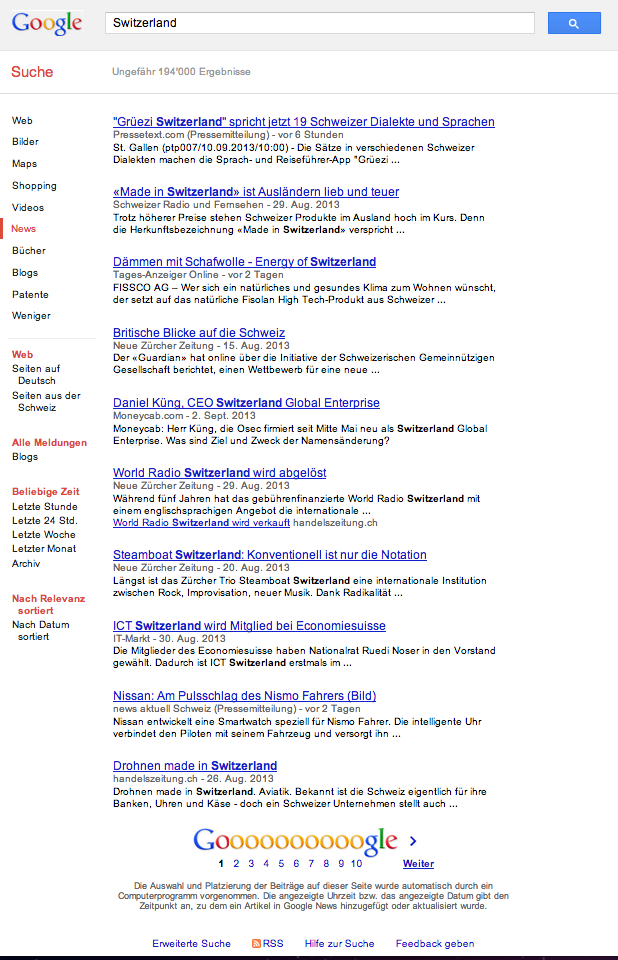 Google
Switzerland
Suche
Ungefähr 194'000 Ergebnisse
Web
Bilder
Maps
Shopping
Videos
News
Bücher
Blogs
Patente
Weniger
Web
Seiten auf
Deutsch
Seiten aus der
Schweiz
Alle Meldungen
Blogs
Beliebige Zeit
Letzte Stunde
Letzte 24 Std.
Letzte Woche
Letzter Monat
Archiv
Nach Relevanz
sortiert
Nach Datum
sortiert
"Grüezi Switzerland" spricht jetzt 19 Schweizer Dialekte und Sprachen
Pressetext.com (Pressemitteilung) - vor 6 Stunden
St. Gallen (ptp007/10.09.2013/10:00) - Die Sätze in verschiedenen Schweizer
Dialekten machen die Sprach- und Reiseführer-App "Grüezi ...
«Made in Switzerland» ist Ausländern lieb und teuer
Schweizer Radio und Fernsehen - 29. Aug. 2013
Trotz höherer Preise stehen Schweizer Produkte im Ausland hoch im Kurs. Denn
die Herkunftsbezeichnung «Made in Switzerland» verspricht ...
Dämmen mit Schafwolle - Energy of Switzerland
Tages-Anzeiger Online - vor 2 Tagen
FISSCO AG – Wer sich ein natürliches und gesundes Klima zum Wohnen wünscht,
der setzt auf das natürliche Fisolan High Tech-Produkt aus Schweizer ...
Britische Blicke auf die Schweiz
Neue Zürcher Zeitung - 15. Aug. 2013
Der «Guardian» hat online über die Initiative der Schweizerischen Gemeinnützigen
Gesellschaft berichtet, einen Wettbewerb für eine neue ...
Daniel Küng, CEO Switzerland Global Enterprise
Moneycab.com - 2. Sept. 2013
Moneycab: Herr Küng, die Osec firmiert seit Mitte Mai neu als Switzerland Global
Enterprise. Was sind Ziel und Zweck der Namensänderung?
World Radio Switzerland wird abgelöst
Neue Zürcher Zeitung - 29. Aug. 2013
Während fünf Jahren hat das gebührenfinanzierte World Radio Switzerland mit
einem englischsprachigen Angebot die internationale ...
World Radio Switzerland wird verkauft handelszeitung.ch
Steamboat Switzerland: Konventionell ist nur die Notation
Neue Zürcher Zeitung - 20. Aug. 2013
Längst ist das Zürcher Trio Steamboat Switzerland eine internationale Institution
zwischen Rock, Improvisation, neuer Musik. Dank Radikalität ...
ICT Switzerland wird Mitglied bei Economiesuisse
IT-Markt - 30. Aug. 2013
Die Mitglieder des Economiesuisse haben Nationalrat Ruedi Noser in den Vorstand
gewählt. Dadurch ist ICT Switzerland erstmals im ...
Nissan: Am Pulsschlag des Nismo Fahrers (Bild)
news aktuell Schweiz (Pressemitteilung) - vor 2 Tagen
Nissan entwickelt eine Smartwatch speziell für Nismo Fahrer. Die intelligente Uhr
verbindet den Piloten mit seinem Fahrzeug und versorgt ihn ...
Drohnen made in Switzerland
handelszeitung.ch - 26. Aug. 2013
Drohnen made in Switzerland. Aviatik. Bekannt ist die Schweiz eigentlich für ihre
Banken, Uhren und Käse - doch ein Schweizer Unternehmen stellt auch ...
Goooooooooogle >
1 2 3 4 5 6 7 8 9 10 Weiter
Die Auswahl und Platzierung der Beiträge auf dieser Seite wurde automatisch durch ein
Computerprogramm vorgenommen. Die angezeigte Uhrzeit bzw. das angezeigte Datum gibt den
Zeitpunkt an, zu dem ein Artikel in Google News hinzugefügt oder aktualisiert wurde.
Erweiterte Suche RSS Hilfe zur Suche Feedback geben